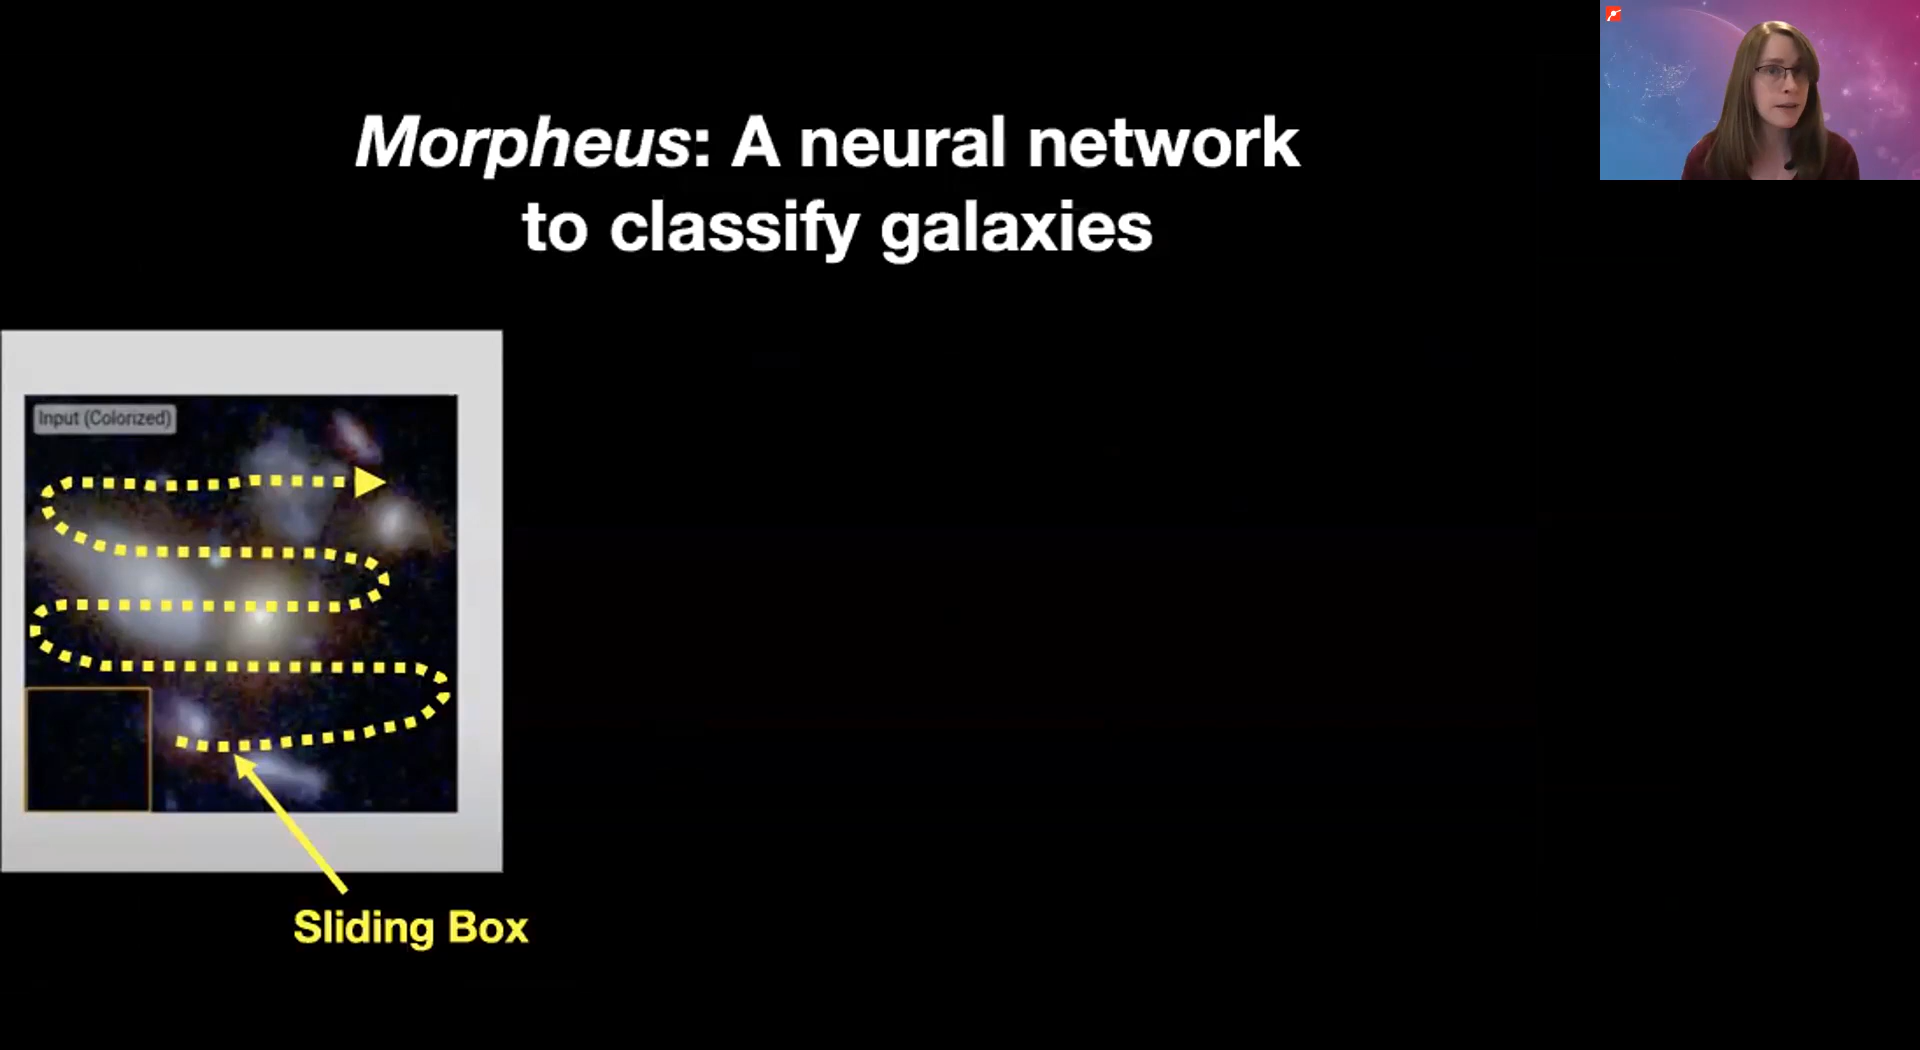 Morpheus: A neural network
to classify galaxies
Input (Colorized)
Sliding Box